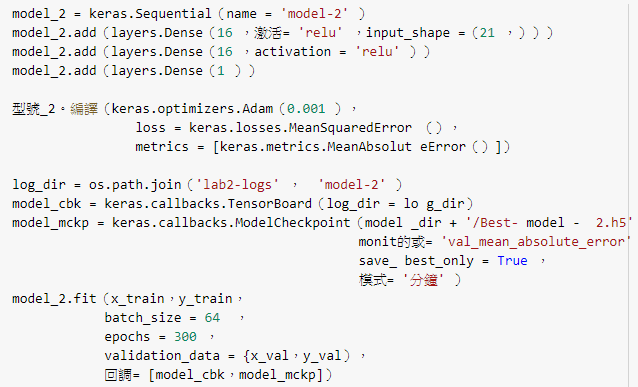 model_2 = keras.Sequential（name = 'model-2' ）
model_2.add（layers.Dense（16 ，激活= 'relu' ，input_shape =（21 ，）））
model_2.add（layers.Dense（16 ，activation = 'relu' ））
model_2.add（layers.Dense（1 ））
型號_2。編譯（keras.optimizers.Adam（0.001 ），
loss = keras.losses.MeanSquaredError （），
metrics = [keras.metrics.MeanAbsolut eError（）]）
log_dir = os.path.join（'lab2-logs' ， 'model-2' ）
model_cbk = keras.callbacks.TensorBoard（log_dir = lo g_dir）
model_mckp = keras.callbacks.ModelCheckpoint（model _dir + '/Best- model - 2.h5'
monit的或= 'val_mean_absolute_error'
save_ best_only = True ，
模式= '分鐘' ）
model_2.fit（x_train，y_train，
batch_size = 64 ，
epochs = 300 ，
validation_data = {x_val，y_val），
回調= [model_cbk，model_mckp]）